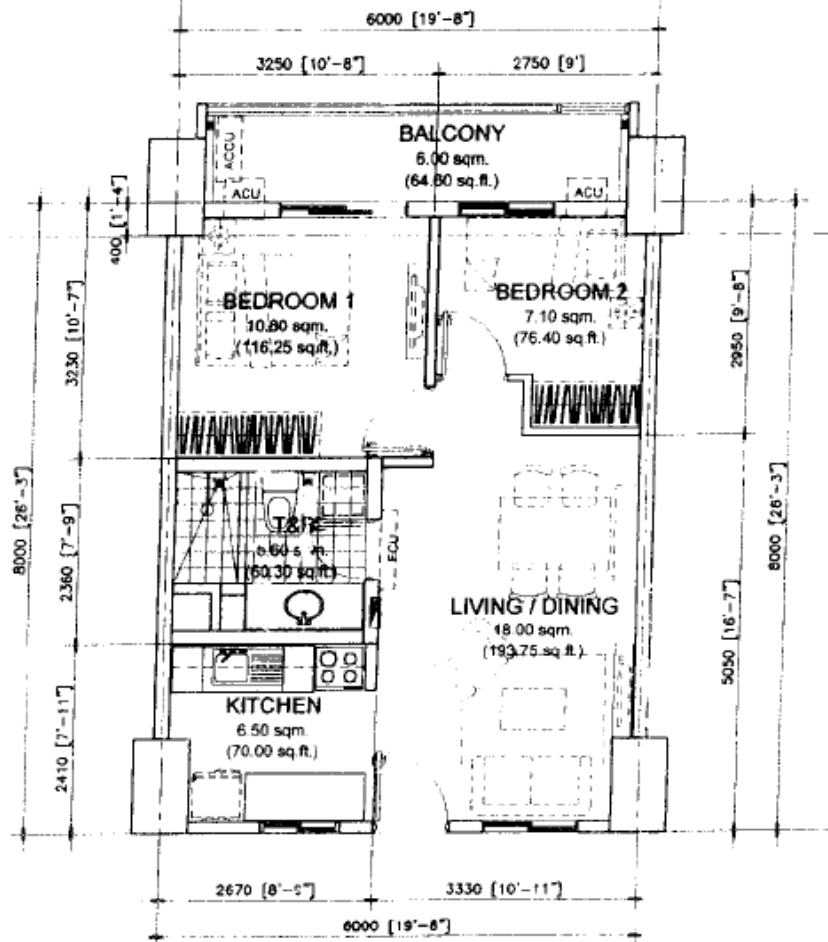 6000 [19'-8"]
3250 [10'-8"]
2750 [9']
BALCONY
6.00 sqm.
(64.60 sq.ft.)
ACCU
ACU
ACU
400 [1'-4"]
BEDROOM 1
10.80 sqm.
(116.25 sq.ft.)
BEDROOM 2
7.10 sqm.
(76.40 sq.ft.)
3230 [10'-7"]
2950 [9'-8"]
8000 [26'-3"]
8000 [26'-3"]
2360 [7'-9"]
(60.30 sq.ft.)
LIVING / DINING
18.00 sqm.
(193.75 sq.ft.)
5050 [16'-7"]
KITCHEN
6.50 sqm.
(70.00 sq.ft.)
2410 [7'-11"]
2670
3330 [10'-11"]
6000 [19'-8"]